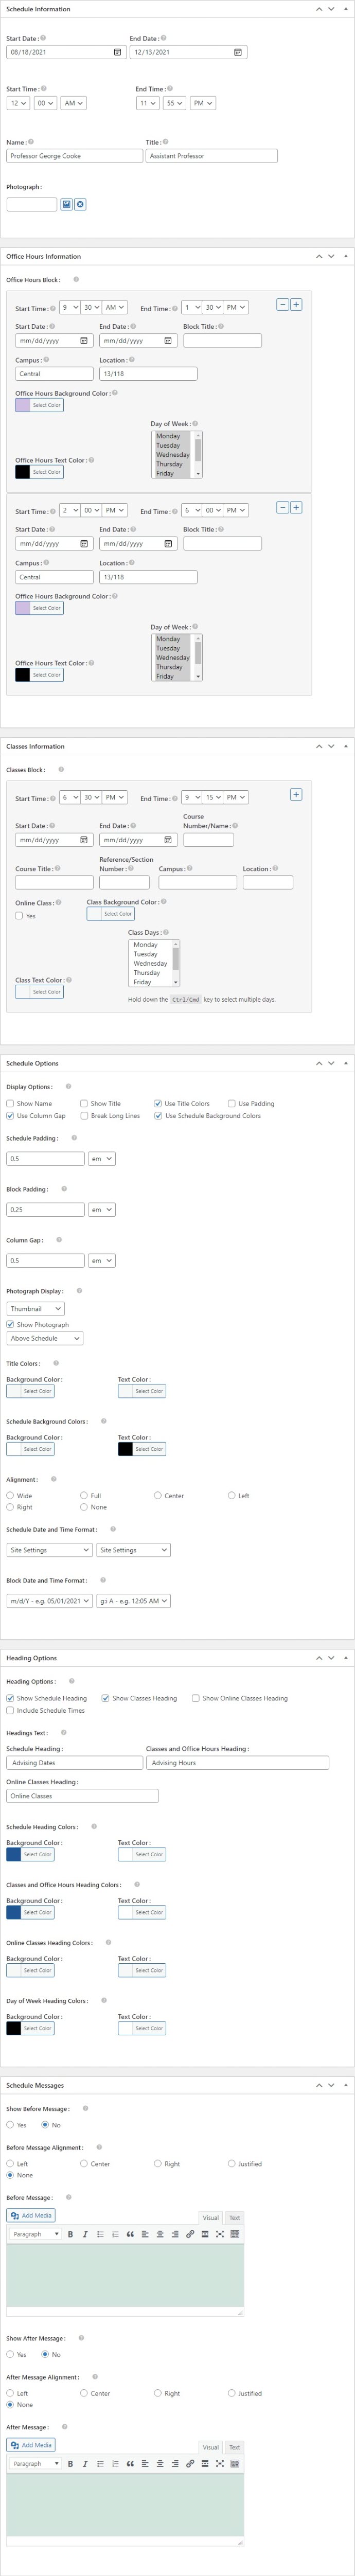 Schedule Information
Start Date : End Date :
08/18/2021 12/13/2021
Start Time : End Time :
12 00 AM 11 55 PM
Name : Title :
Professor George Cooke Assistant Professor
Photograph :
Office Hours Information
Office Hours Block :
Start Time : 9 30 AM End Time : 1 30 PM
Start Date : End Date : Block Title :
mm/dd/yyyy mm/dd/yyyy
Campus : Location :
Central 13/118
Office Hours Background Color :
Select Color
Day of Week :
Monday
Tuesday
Wednesday
Thursday
Friday
Office Hours Text Color :
Select Color
Start Time : 2 00 PM End Time : 6 00 PM
Start Date : End Date : Block Title :
mm/dd/yyyy mm/dd/yyyy
Campus : Location :
Central 13/118
Office Hours Background Color :
Select Color
Day of Week :
Monday
Tuesday
Wednesday
Thursday
Friday
Office Hours Text Color :
Select Color
Classes Information
Classes Block :
Start Time : 6 30 PM End Time : 9 15 PM
Start Date : End Date : Course Number/Name :
mm/dd/yyyy mm/dd/yyyy
Course Title : Reference/Section Number : Campus : Location :
Online Class : Class Background Color :
Yes Select Color
Class Days :
Monday
Tuesday
Wednesday
Thursday
Friday
Class Text Color :
Select Color
Hold down the Ctrl/Cmd key to select multiple days.
Schedule Options
Display Options :
Show Name Show Title Use Title Colors Use Padding
Use Column Gap Break Long Lines Use Schedule Background Colors
Schedule Padding :
0.5 em
Block Padding :
0.25 em
Column Gap :
0.5 em
Photograph Display :
Thumbnail
Show Photograph
Above Schedule
Title Colors :
Background Color : Text Color :
Select Color Select Color
Schedule Background Colors :
Background Color : Text Color :
Select Color Select Color
Alignment :
Wide Full Center Left
Right None
Schedule Date and Time Format :
Site Settings Site Settings
Block Date and Time Format :
m/d/Y - e.g. 05/01/2021 g:i A - e.g. 12:05 AM
Heading Options
Heading Options :
Show Schedule Heading Show Classes Heading Show Online Classes Heading
Include Schedule Times
Headings Text :
Schedule Heading : Classes and Office Hours Heading :
Advising Dates Advising Hours
Online Classes Heading :
Online Classes
Schedule Heading Colors :
Background Color : Text Color :
Select Color Select Color
Classes and Office Hours Heading Colors :
Background Color : Text Color :
Select Color Select Color
Online Classes Heading Colors :
Background Color : Text Color :
Select Color Select Color
Day of Week Heading Colors :
Background Color : Text Color :
Select Color Select Color
Schedule Messages
Show Before Message :
Yes No
Before Message Alignment :
Left Center Right Justified
None
Before Message :
Add Media
Visual Text
Paragraph B I
Show After Message :
Yes No
After Message Alignment :
Left Center Right Justified
None
After Message :
Add Media
Visual Text
Paragraph B I